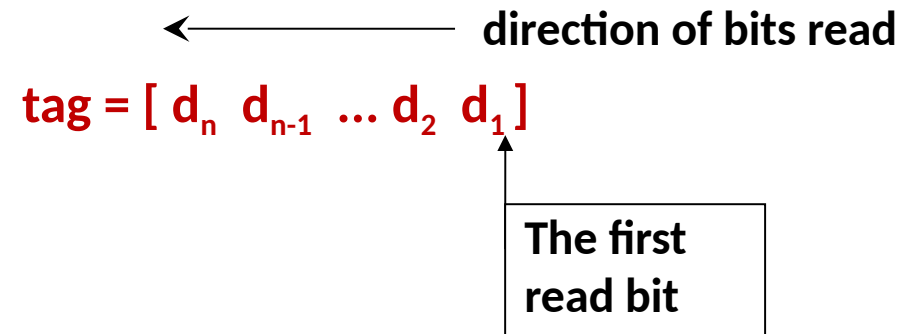 direction of bits read
tag = [ dₙ dₙ₋₁ ... d₂ d₁ ]
The first
read bit